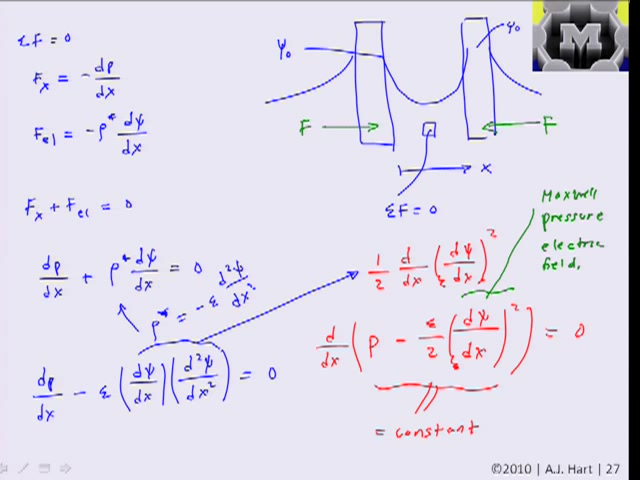 ΣF = 0
F_x = -dp/dx
F_el = -ρ* dψ/dx
F_x + F_el = 0
dp/dx + ρ* dψ/dx = 0
ρ* = -ε d²ψ/dx²
dp/dx - ε (dψ/dx)(d²ψ/dx²) = 0
ψ₀
ψ₀
F
F
x
ΣF = 0
M
Maxwell
pressure
electric
field.
1/2 d/dx (dψ/dx)²
d/dx (P - ε/2 (dψ/dx)²) = 0
= constant
©2010 | A.J. Hart | 27